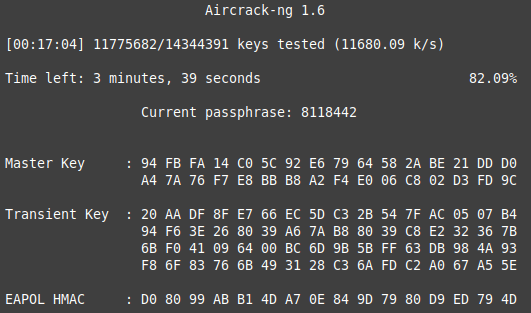 Aircrack-ng 1.6
[00:17:04] 11775682/14344391 keys tested (11680.09 k/s)
Time left: 3 minutes, 39 seconds 82.09%
Current passphrase: 8118442
Master Key : 94 FB FA 14 C0 5C 92 E6 79 64 58 2A BE 21 DD D0
A4 7A 76 F7 E8 BB B8 A2 F4 E0 06 C8 02 D3 FD 9C
Transient Key : 20 AA DF 8F E7 66 EC 5D C3 2B 54 7F AC 05 07 B4
94 F6 3E 26 80 39 A6 7A B8 80 39 C8 E2 32 36 7B
6B F0 41 09 64 00 BC 6D 9B 5B FF 63 DB 98 4A 93
F8 6F 83 76 6B 49 31 28 C3 6A FD C2 A0 67 A5 5E
EAPOL HMAC : D0 80 99 AB B1 4D A7 0E 84 9D 79 80 D9 ED 79 4D